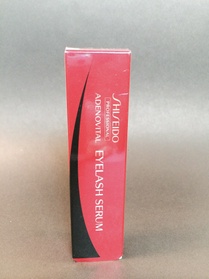 SHISEIDO
PROFESSIONAL
ADENOVITAL EYELASH SERUM